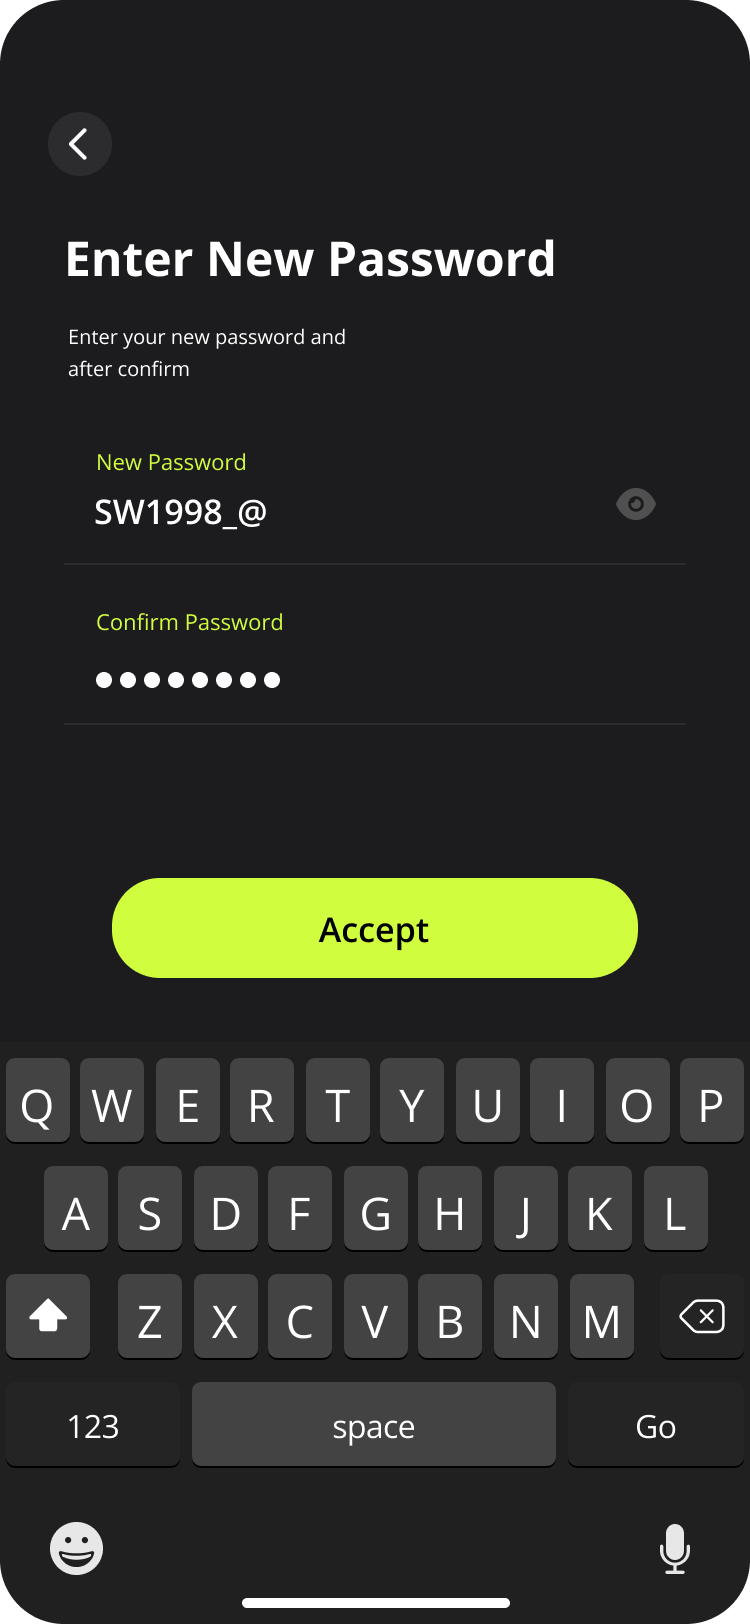 Enter New Password
Enter your new password and
after confirm
New Password
SW1998_@
Confirm Password
●●●●●●●●
Accept
Q W E R T Y U I O P
A S D F G H J K L
Z X C V B N M
123 space Go